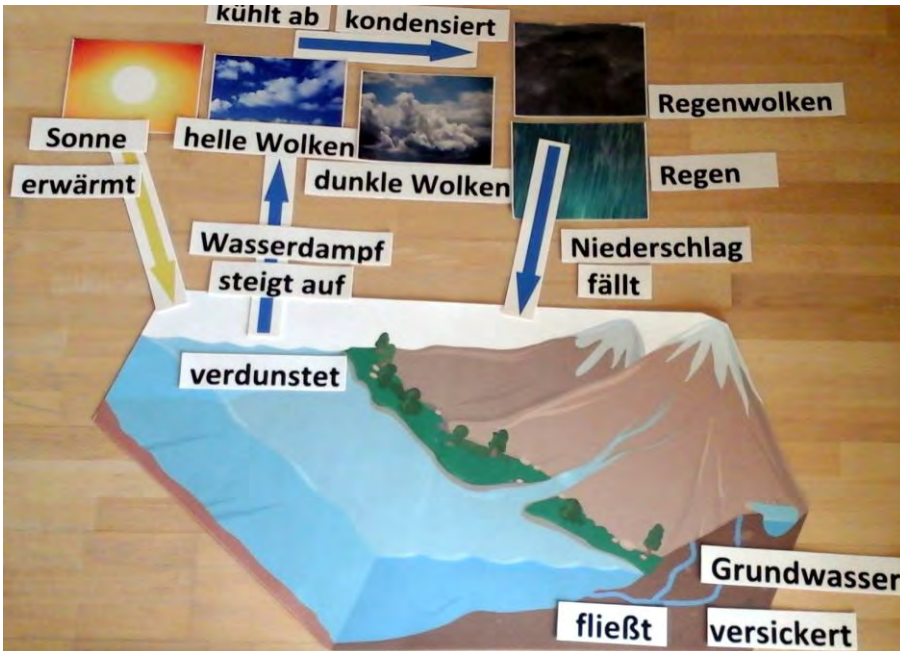 kühlt ab
kondensiert
Sonne
erwärmt
helle Wolken
dunkle Wolken
Regenwolken
Regen
Wasserdampf
steigt auf
Niederschlag
fällt
verdunstet
Grundwasser
fließt
versickert